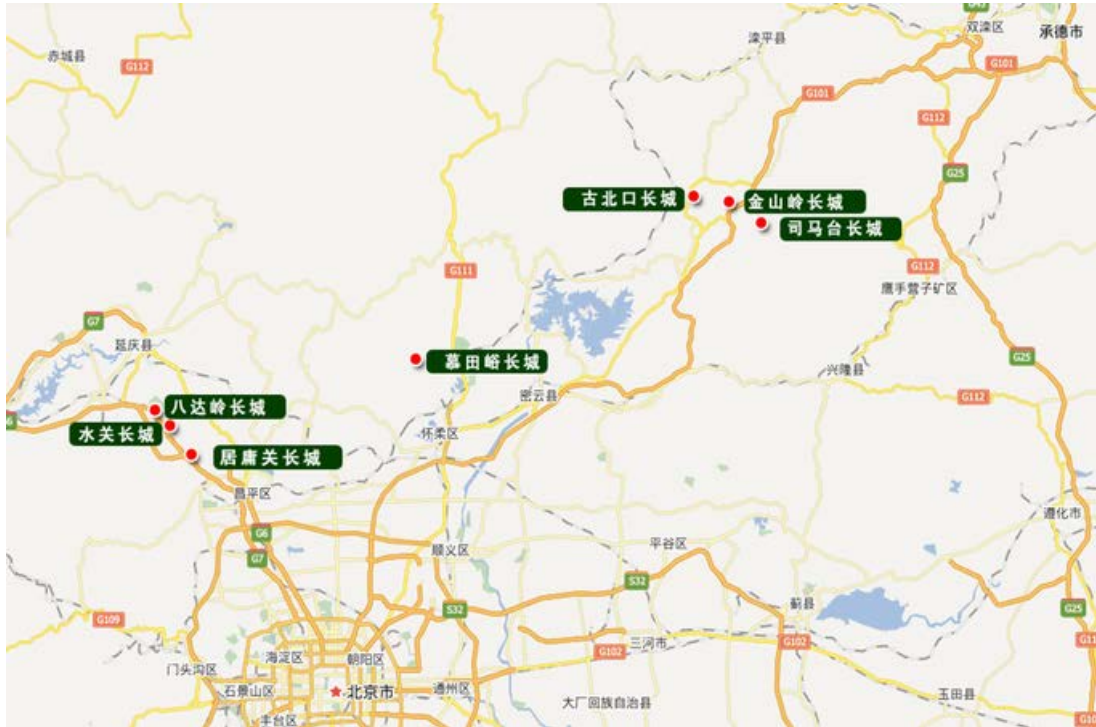 G45
双滦区
承德市
滦平县
赤城县
G112
G101
G101
G112
G25
古北口长城
金山岭长城
司马台长城
G111
G112
鹰手营子矿区
G7
延庆县
慕田峪长城
G25
兴隆县
密云县
G112
八达岭长城
水关长城
怀柔区
居庸关长城
昌平区
遵化市
G6
G7
顺义区
平谷区
S32
S32
蓟县
G25
G109
三河市
G102
G102
G11
海淀区
朝阳区
门头沟区
石景山区
北京市
通州区
大厂回族自治县
玉田县
丰台区